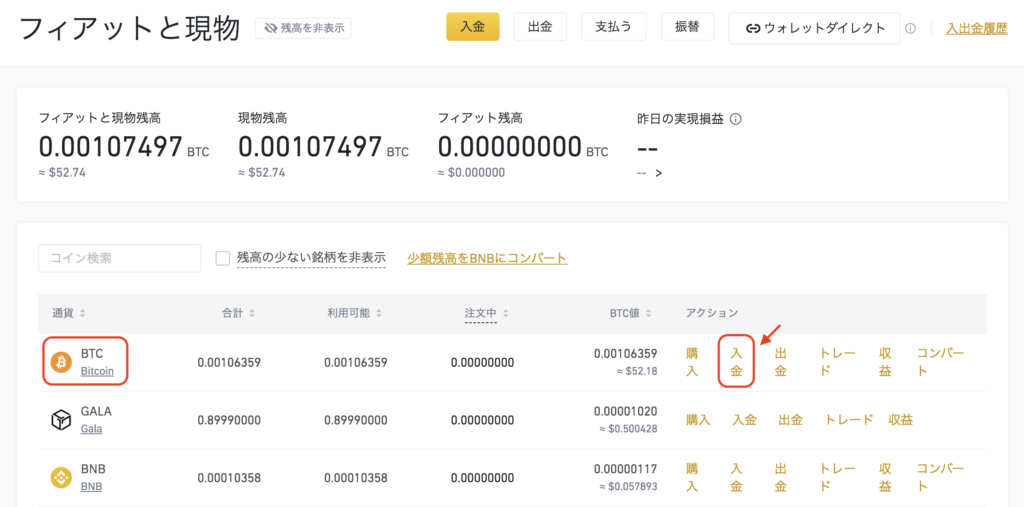 フィアットと現物
残高を非表示
入金
出金
支払う
振替
ウォレットダイレクト
入出金履歴
フィアットと現物残高
0.00107497 BTC
≈ $52.74
現物残高
0.00107497 BTC
≈ $52.74
フィアット残高
0.00000000 BTC
≈ $0.000000
昨日の実現損益
--
-- >
コイン検索
残高の少ない銘柄を非表示
少額残高をBNBにコンバート
通貨 合計 利用可能 注文中 BTC値 アクション
BTC
Bitcoin
0.00106359
0.00106359
0.00000000
0.00106359
≈ $52.18
購入
入金
出金
トレード
収益
コンバート
GALA
Gala
0.89990000
0.89990000
0.00000000
0.00001020
≈ $0.500428
購入
入金
出金
トレード
収益
BNB
BNB
0.00010358
0.00010358
0.00000000
0.00000117
≈ $0.057893
購入
入金
出金
トレード
収益
コンバート